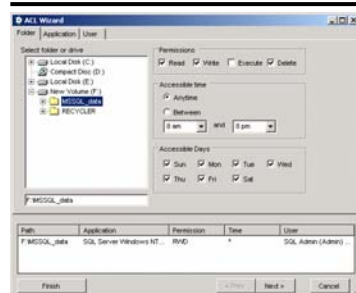 ACL Wizard
Folder Application User
Select folder or drive
Local Disk (C:)
Compact Disc (D:)
Local Disk (E:)
New Volume (F:)
MSSQL_data
RECYCLER
F:\MSSQL_data
Permissions
Read Write Execute Delete
Accessible time
Anytime
Between
8 am and 8 pm
Accessible Days
Sun Mon Tue Wed
Thu Fri Sat
Path Application Permission Time User
F:\MSSQL_data SQL Server Windows NT... RWD * SQL Admin (Admin) ...
Finish < Prev Next > Cancel